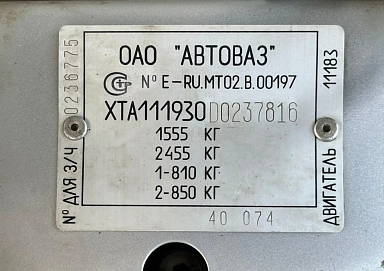 ОАО "АВТОВАЗ"
№ E-RU.MT02.B.00197
XTA111930D0237816
1555 КГ
2455 КГ
1-810 КГ
2-850 КГ
40 074
№ ДЛЯ З/Ч 0236775
ДВИГАТЕЛЬ 11183